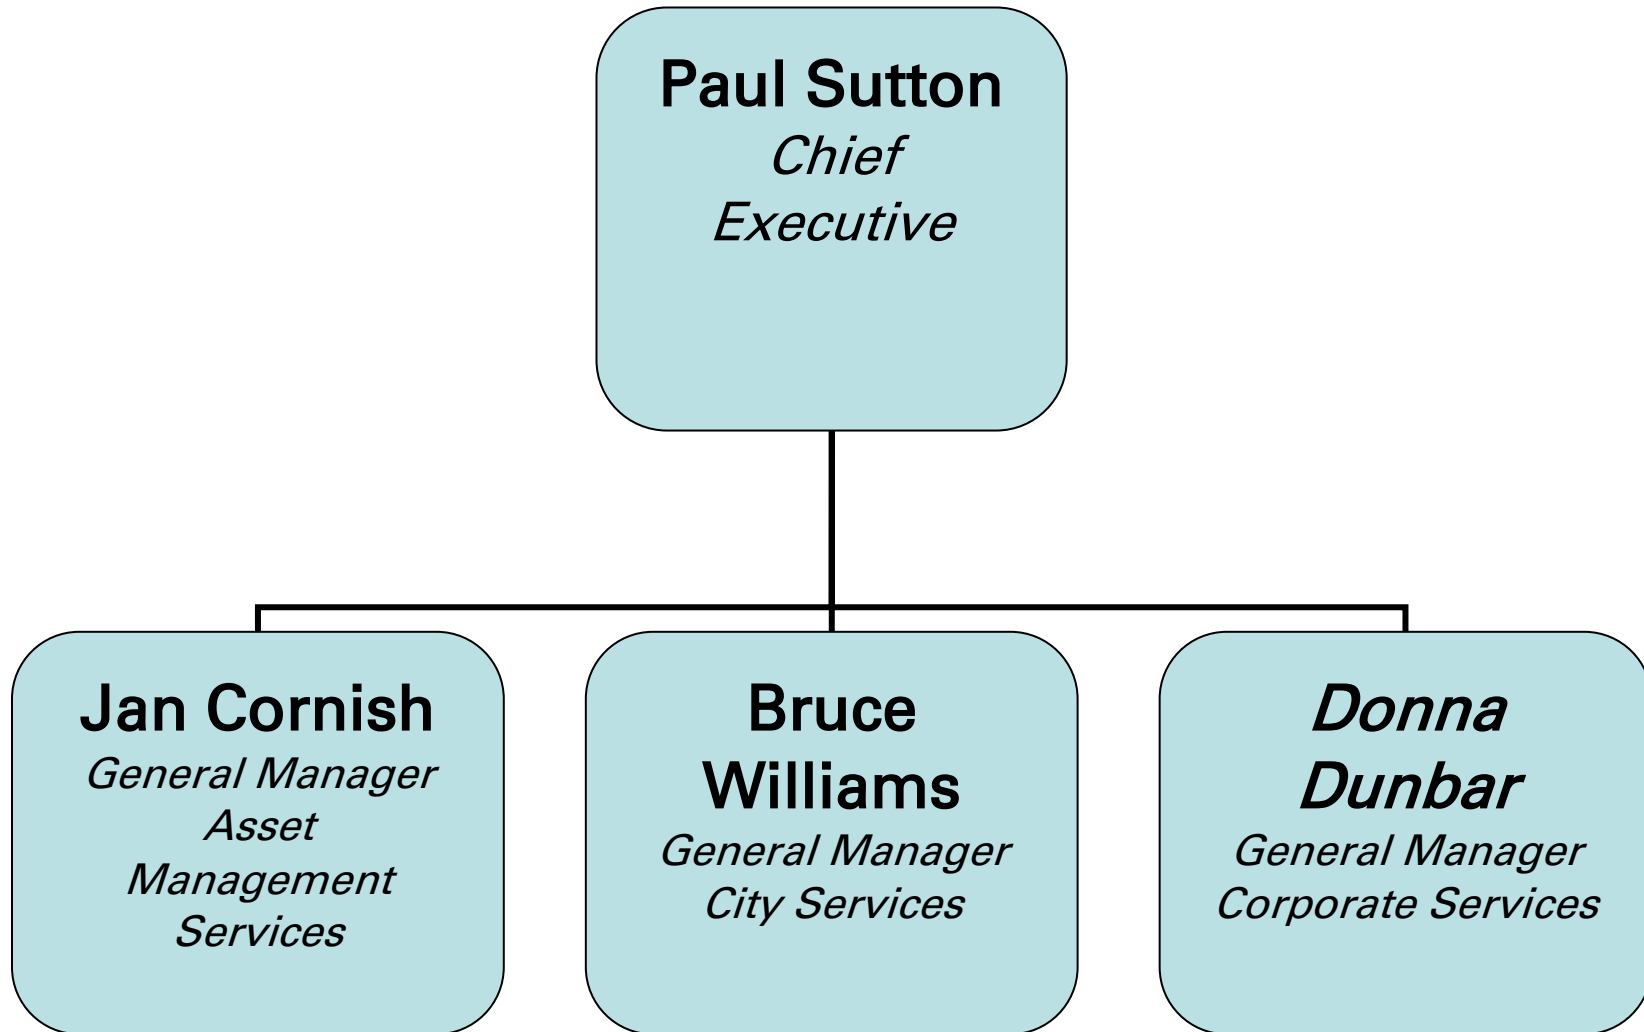 Paul Sutton
Chief
Executive
Jan Cornish
General Manager
Asset
Management
Services
Bruce
Williams
General Manager
City Services
Donna
Dunbar
General Manager
Corporate Services